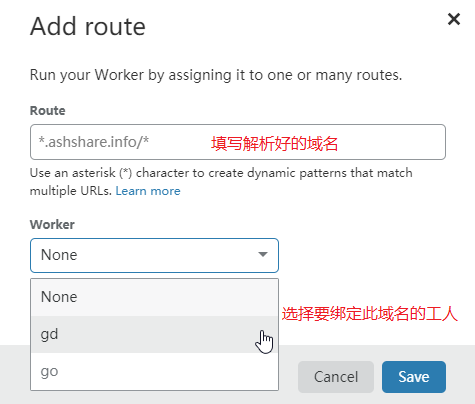 Add route
Run your Worker by assigning it to one or many routes.
Route
*.ashshare.info/* 填写解析好的域名
Use an asterisk (*) character to create dynamic patterns that match
multiple URLs. Learn more
Worker
None
None
选择要绑定此域名的工人
gd
go
Cancel Save